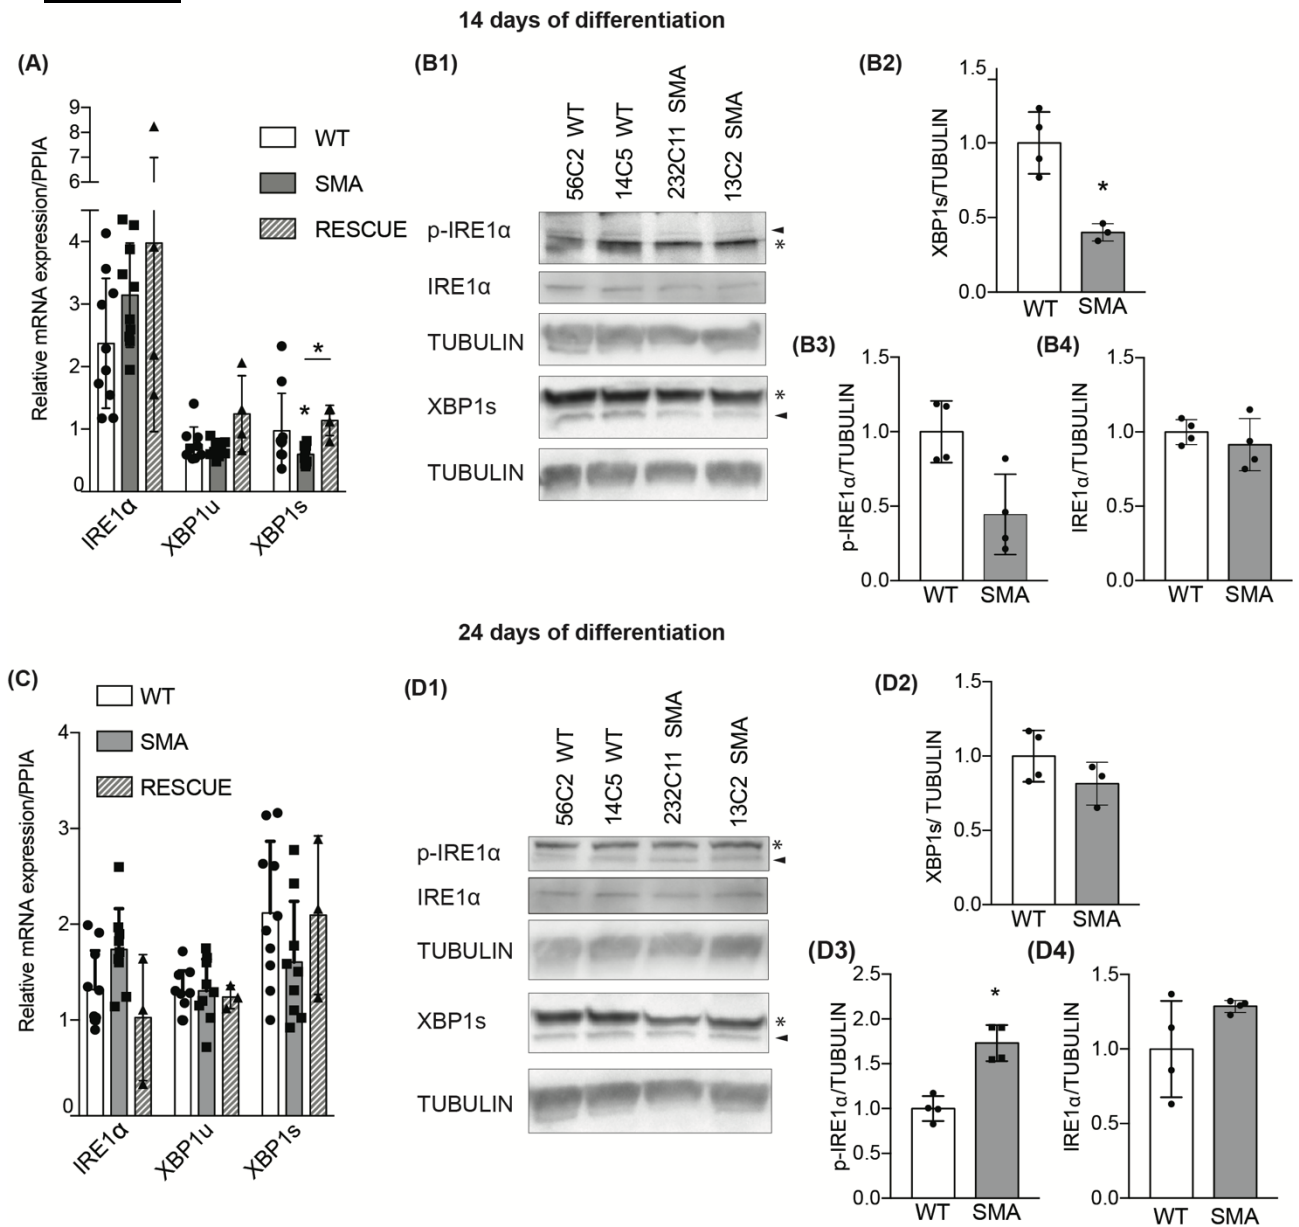 14 days of differentiation
(A)
Relative mRNA expression/PPIA
9
8
7
6
4
3
2
1
0
WT
SMA
RESCUE
*
*
IRE1α
XBP1u
XBP1s
(B1)
56C2 WT
14C5 WT
232C11 SMA
13C2 SMA
p-IRE1α
*
IRE1α
TUBULIN
XBP1s
*
TUBULIN
(B2)
XBP1s/TUBULIN
1.5
1.0
0.5
0.0
*
WT
SMA
(B3)
p-IRE1α/TUBULIN
1.5
1.0
0.5
0.0
WT
SMA
(B4)
IRE1α/TUBULIN
1.5
1.0
0.5
0.0
WT
SMA
24 days of differentiation
(C)
WT
SMA
RESCUE
Relative mRNA expression/PPIA
4
3
2
1
0
IRE1α
XBP1u
XBP1s
(D1)
56C2 WT
14C5 WT
232C11 SMA
13C2 SMA
p-IRE1α
*
IRE1α
TUBULIN
XBP1s
*
TUBULIN
(D2)
XBP1s/ TUBULIN
1.5
1.0
0.5
0.0
WT
SMA
(D3)
p-IRE1α/TUBULIN
2.5
2.0
1.5
1.0
0.5
0.0
*
WT
SMA
(D4)
IRE1α/TUBULIN
1.5
1.0
0.5
0.0
WT
SMA